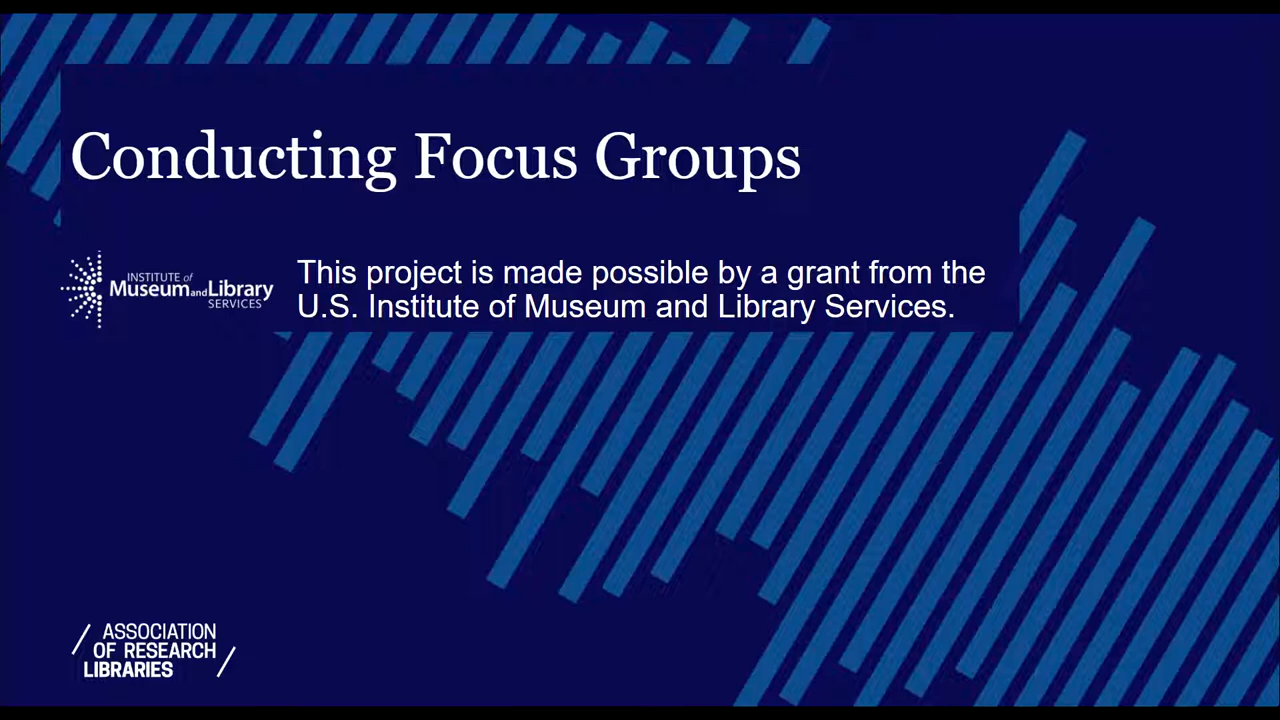 Conducting Focus Groups
INSTITUTE of
Museum and Library
SERVICES
This project is made possible by a grant from the
U.S. Institute of Museum and Library Services.
ASSOCIATION
OF RESEARCH
LIBRARIES